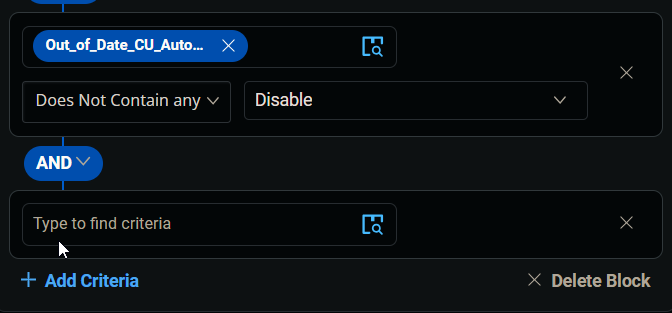 Out_of_Date_CU_Auto...
Does Not Contain any
Disable
AND
Type to find criteria
Add Criteria
Delete Block